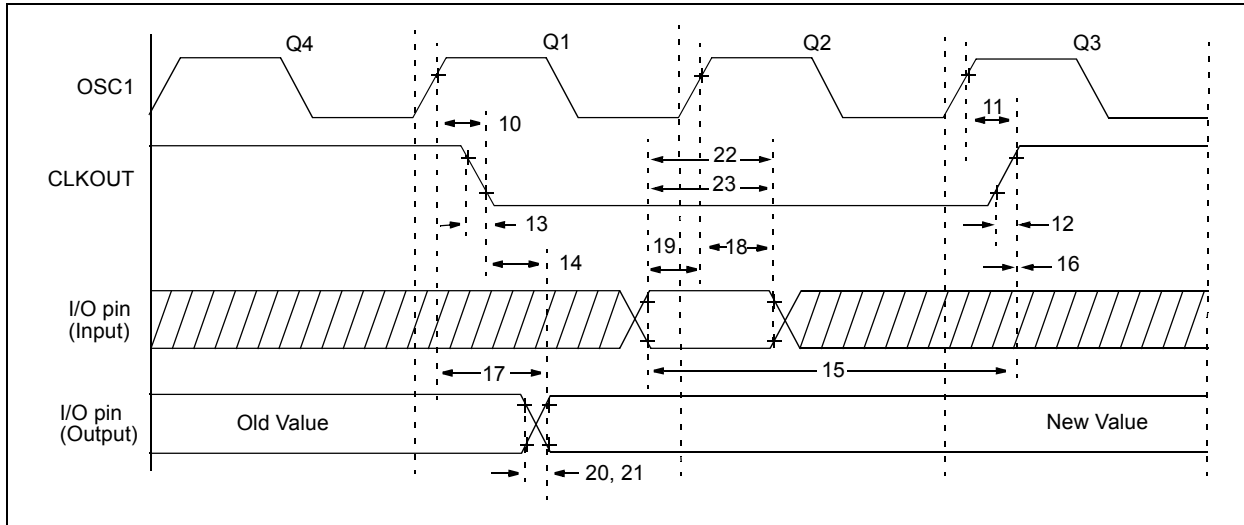 Q4 Q1 Q2 Q3
OSC1
10 11
22
CLKOUT
23
13 12
19 18
14 16
I/O pin
(Input)
17 15
I/O pin
(Output)
Old Value New Value
20, 21